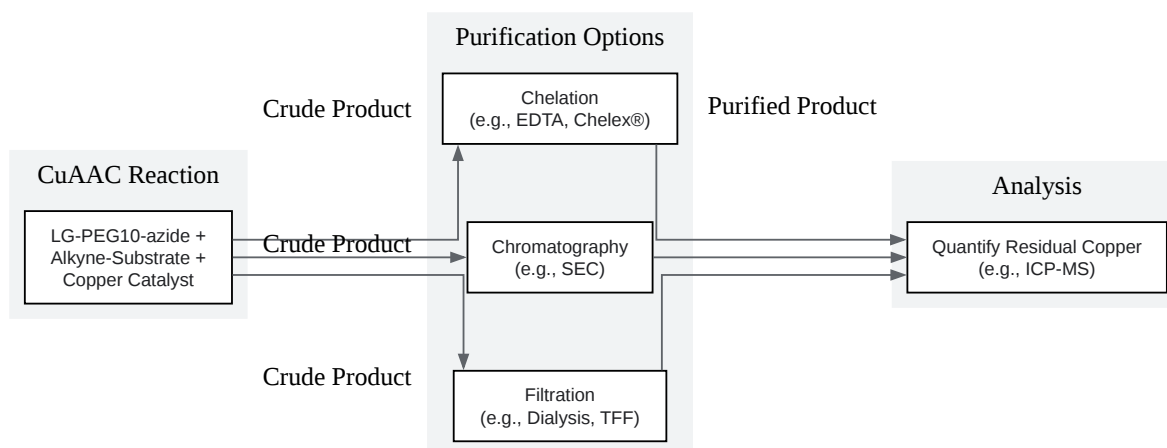 Purification Options
Crude Product
Chelation
(e.g., EDTA, Chelex®)
Purified Product
CuAAC Reaction
LG-PEG10-azide +
Alkyne-Substrate +
Copper Catalyst
Crude Product
Chromatography
(e.g., SEC)
Analysis
Quantify Residual Copper
(e.g., ICP-MS)
Crude Product
Filtration
(e.g., Dialysis, TFF)